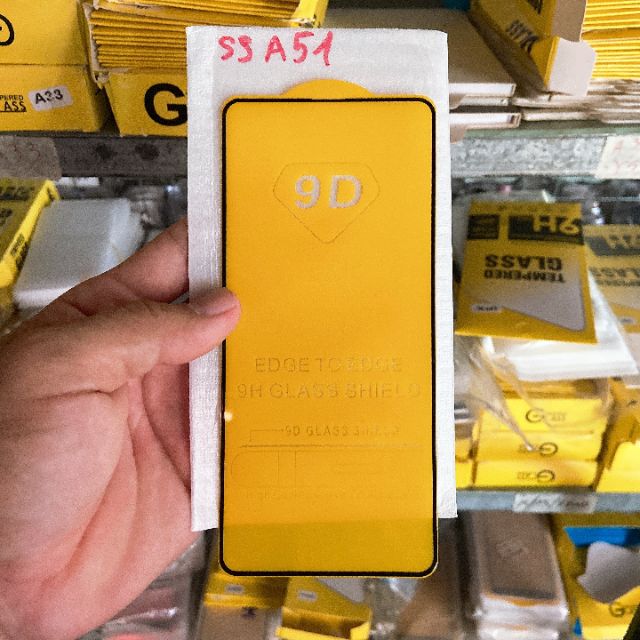 SS A51
9D
EDGE TO EDGE
9H GLASS SHIELD
9D GLASS SHIELD
A33
GLASS
G
9H
TEMPERED
GLASS
G